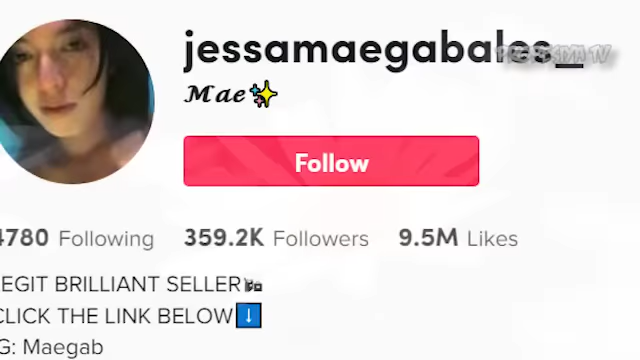 jessamaegabales_
𝓜𝓪𝓮✨
Follow
4780 Following 359.2K Followers 9.5M Likes
EGIT BRILLIANT SELLER
CLICK THE LINK BELOW⬇️
G: Maegab